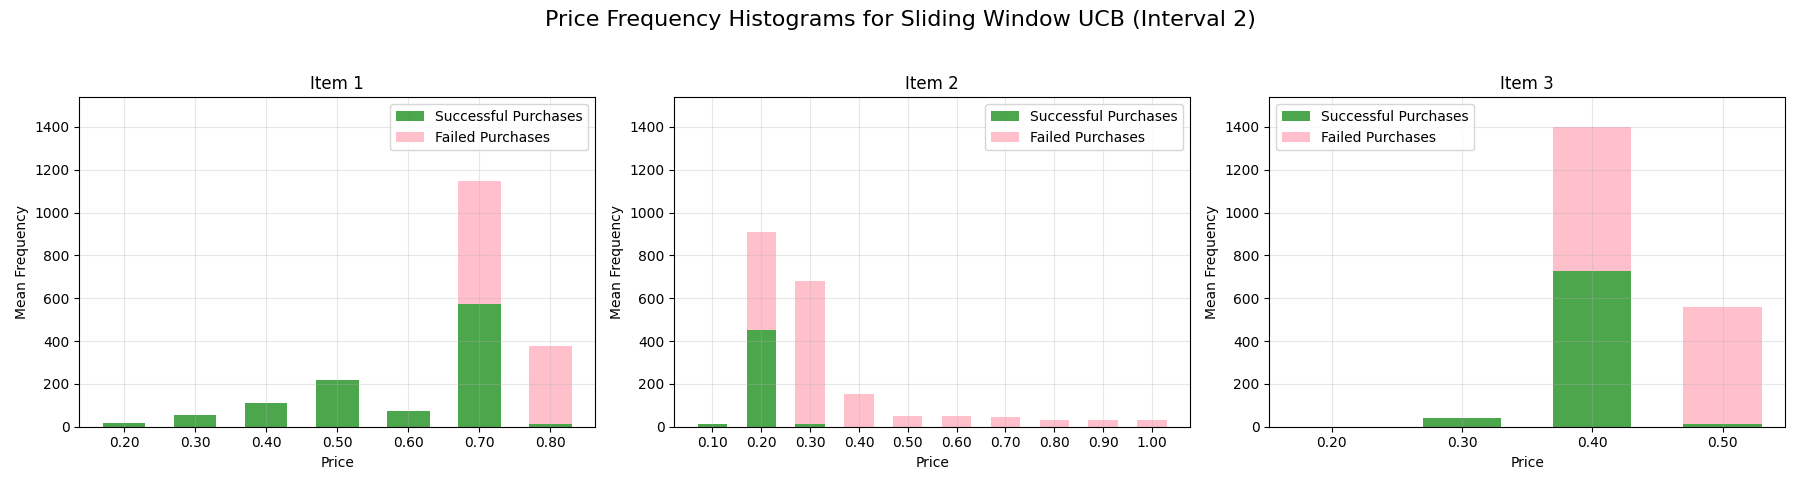 Price Frequency Histograms for Sliding Window UCB (Interval 2)
Item 1
Successful Purchases
Failed Purchases
Mean Frequency
1400
1200
1000
800
600
400
200
0
0.20 0.30 0.40 0.50 0.60 0.70 0.80
Price
Item 2
Successful Purchases
Failed Purchases
Mean Frequency
1400
1200
1000
800
600
400
200
0
0.10 0.20 0.30 0.40 0.50 0.60 0.70 0.80 0.90 1.00
Price
Item 3
Successful Purchases
Failed Purchases
Mean Frequency
1400
1200
1000
800
600
400
200
0
0.20 0.30 0.40 0.50
Price